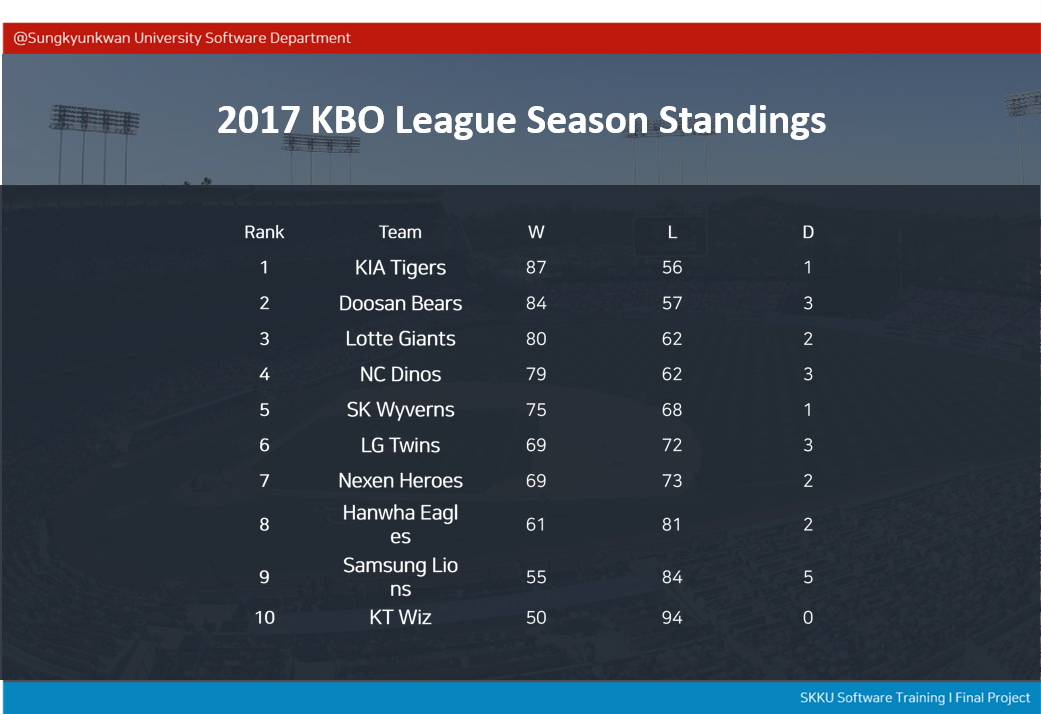 @Sungkyunkwan University Software Department
2017 KBO League Season Standings
Rank Team W L D
1 KIA Tigers 87 56 1
2 Doosan Bears 84 57 3
3 Lotte Giants 80 62 2
4 NC Dinos 79 62 3
5 SK Wyverns 75 68 1
6 LG Twins 69 72 3
7 Nexen Heroes 69 73 2
Hanwha Eagl
8 61 81 2
es
Samsung Lio
9 55 84 5
ns
10 KT Wiz 50 94 0
SKKU Software Training I Final Project